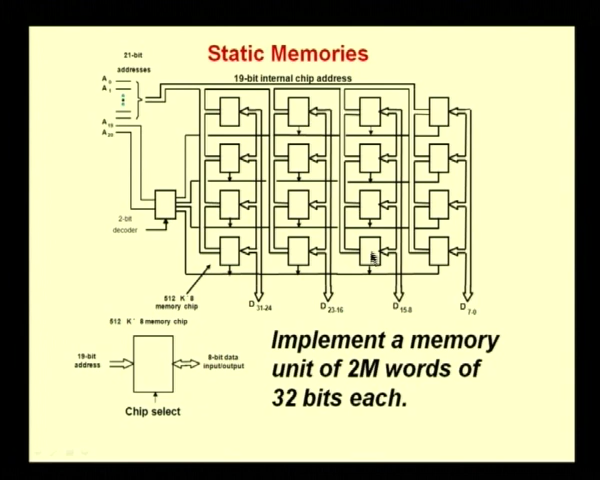 Static Memories
21-bit
addresses
19-bit internal chip address
A0
A1
A19
A20
2-bit
decoder
512 K 8
memory chip
D31-24
D23-16
D15-8
D7-0
512 K 8 memory chip
19-bit
address
8-bit data
input/output
Chip select
Implement a memory
unit of 2M words of
32 bits each.